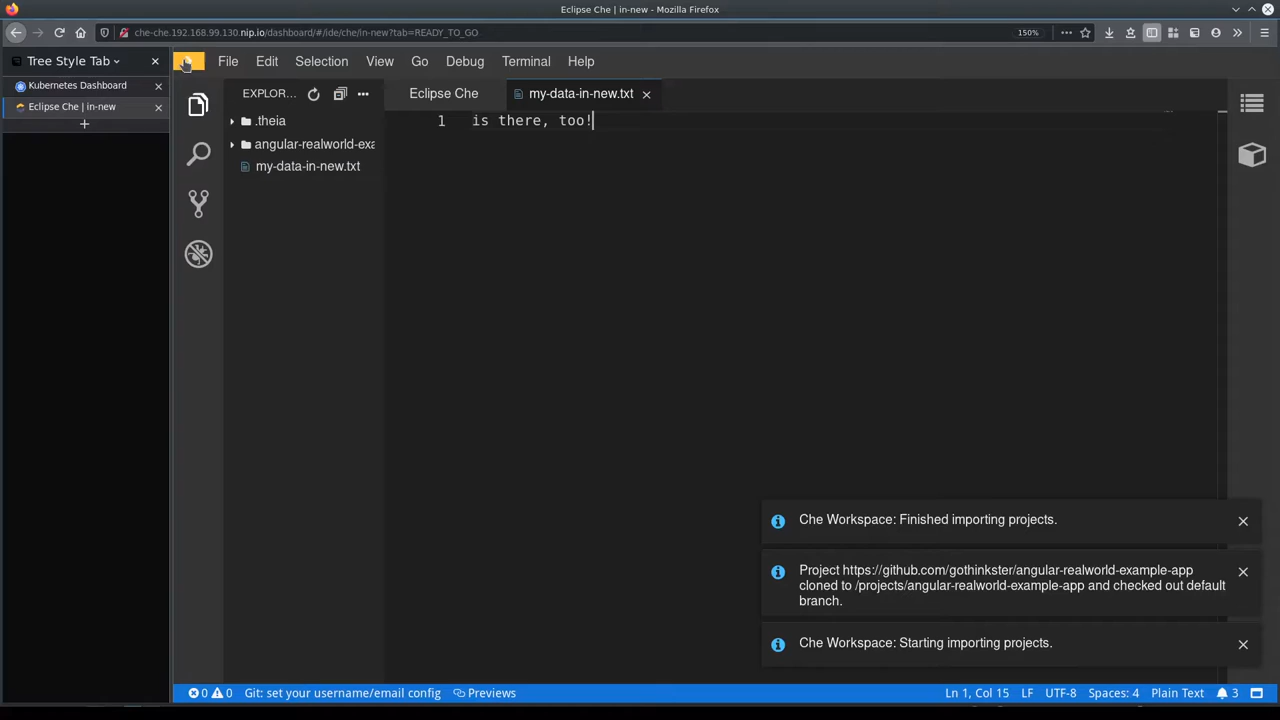 Eclipse Che | in-new - Mozilla Firefox
che-che.192.168.99.130.nip.io/dashboard/#/ide/che/in-new?tab=READY_TO_GO
150%
Tree Style Tab
File Edit Selection View Go Debug Terminal Help
Kubernetes Dashboard
Eclipse Che | in-new
EXPLOR...
Eclipse Che
my-data-in-new.txt
1 is there, too!
.theia
angular-realworld-exa
my-data-in-new.txt
Che Workspace: Finished importing projects.
Project https://github.com/gothinkster/angular-realworld-example-app
cloned to /projects/angular-realworld-example-app and checked out default
branch.
Che Workspace: Starting importing projects.
0 0 Git: set your username/email config Previews Ln 1, Col 15 LF UTF-8 Spaces: 4 Plain Text 3